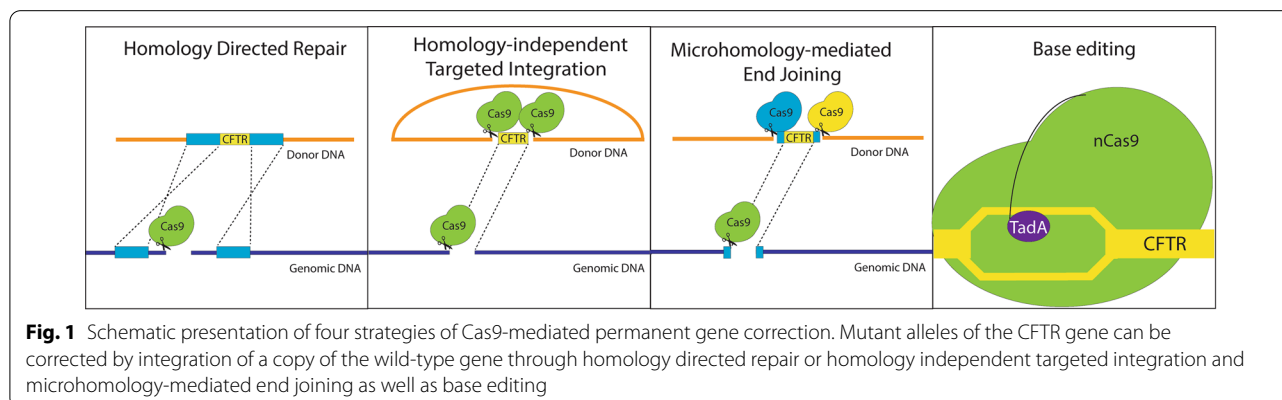 Homology Directed Repair
CFTR
Donor DNA
Cas9
Genomic DNA
Homology-independent
Targeted Integration
Cas9
Cas9
CFTR
Donor DNA
Cas9
Genomic DNA
Microhomology-mediated
End Joining
Cas9
Cas9
CFTR
Donor DNA
Cas9
Genomic DNA
Base editing
nCas9
TadA
CFTR
Fig. 1 Schematic presentation of four strategies of Cas9-mediated permanent gene correction. Mutant alleles of the CFTR gene can be
corrected by integration of a copy of the wild-type gene through homology directed repair or homology independent targeted integration and
microhomology-mediated end joining as well as base editing